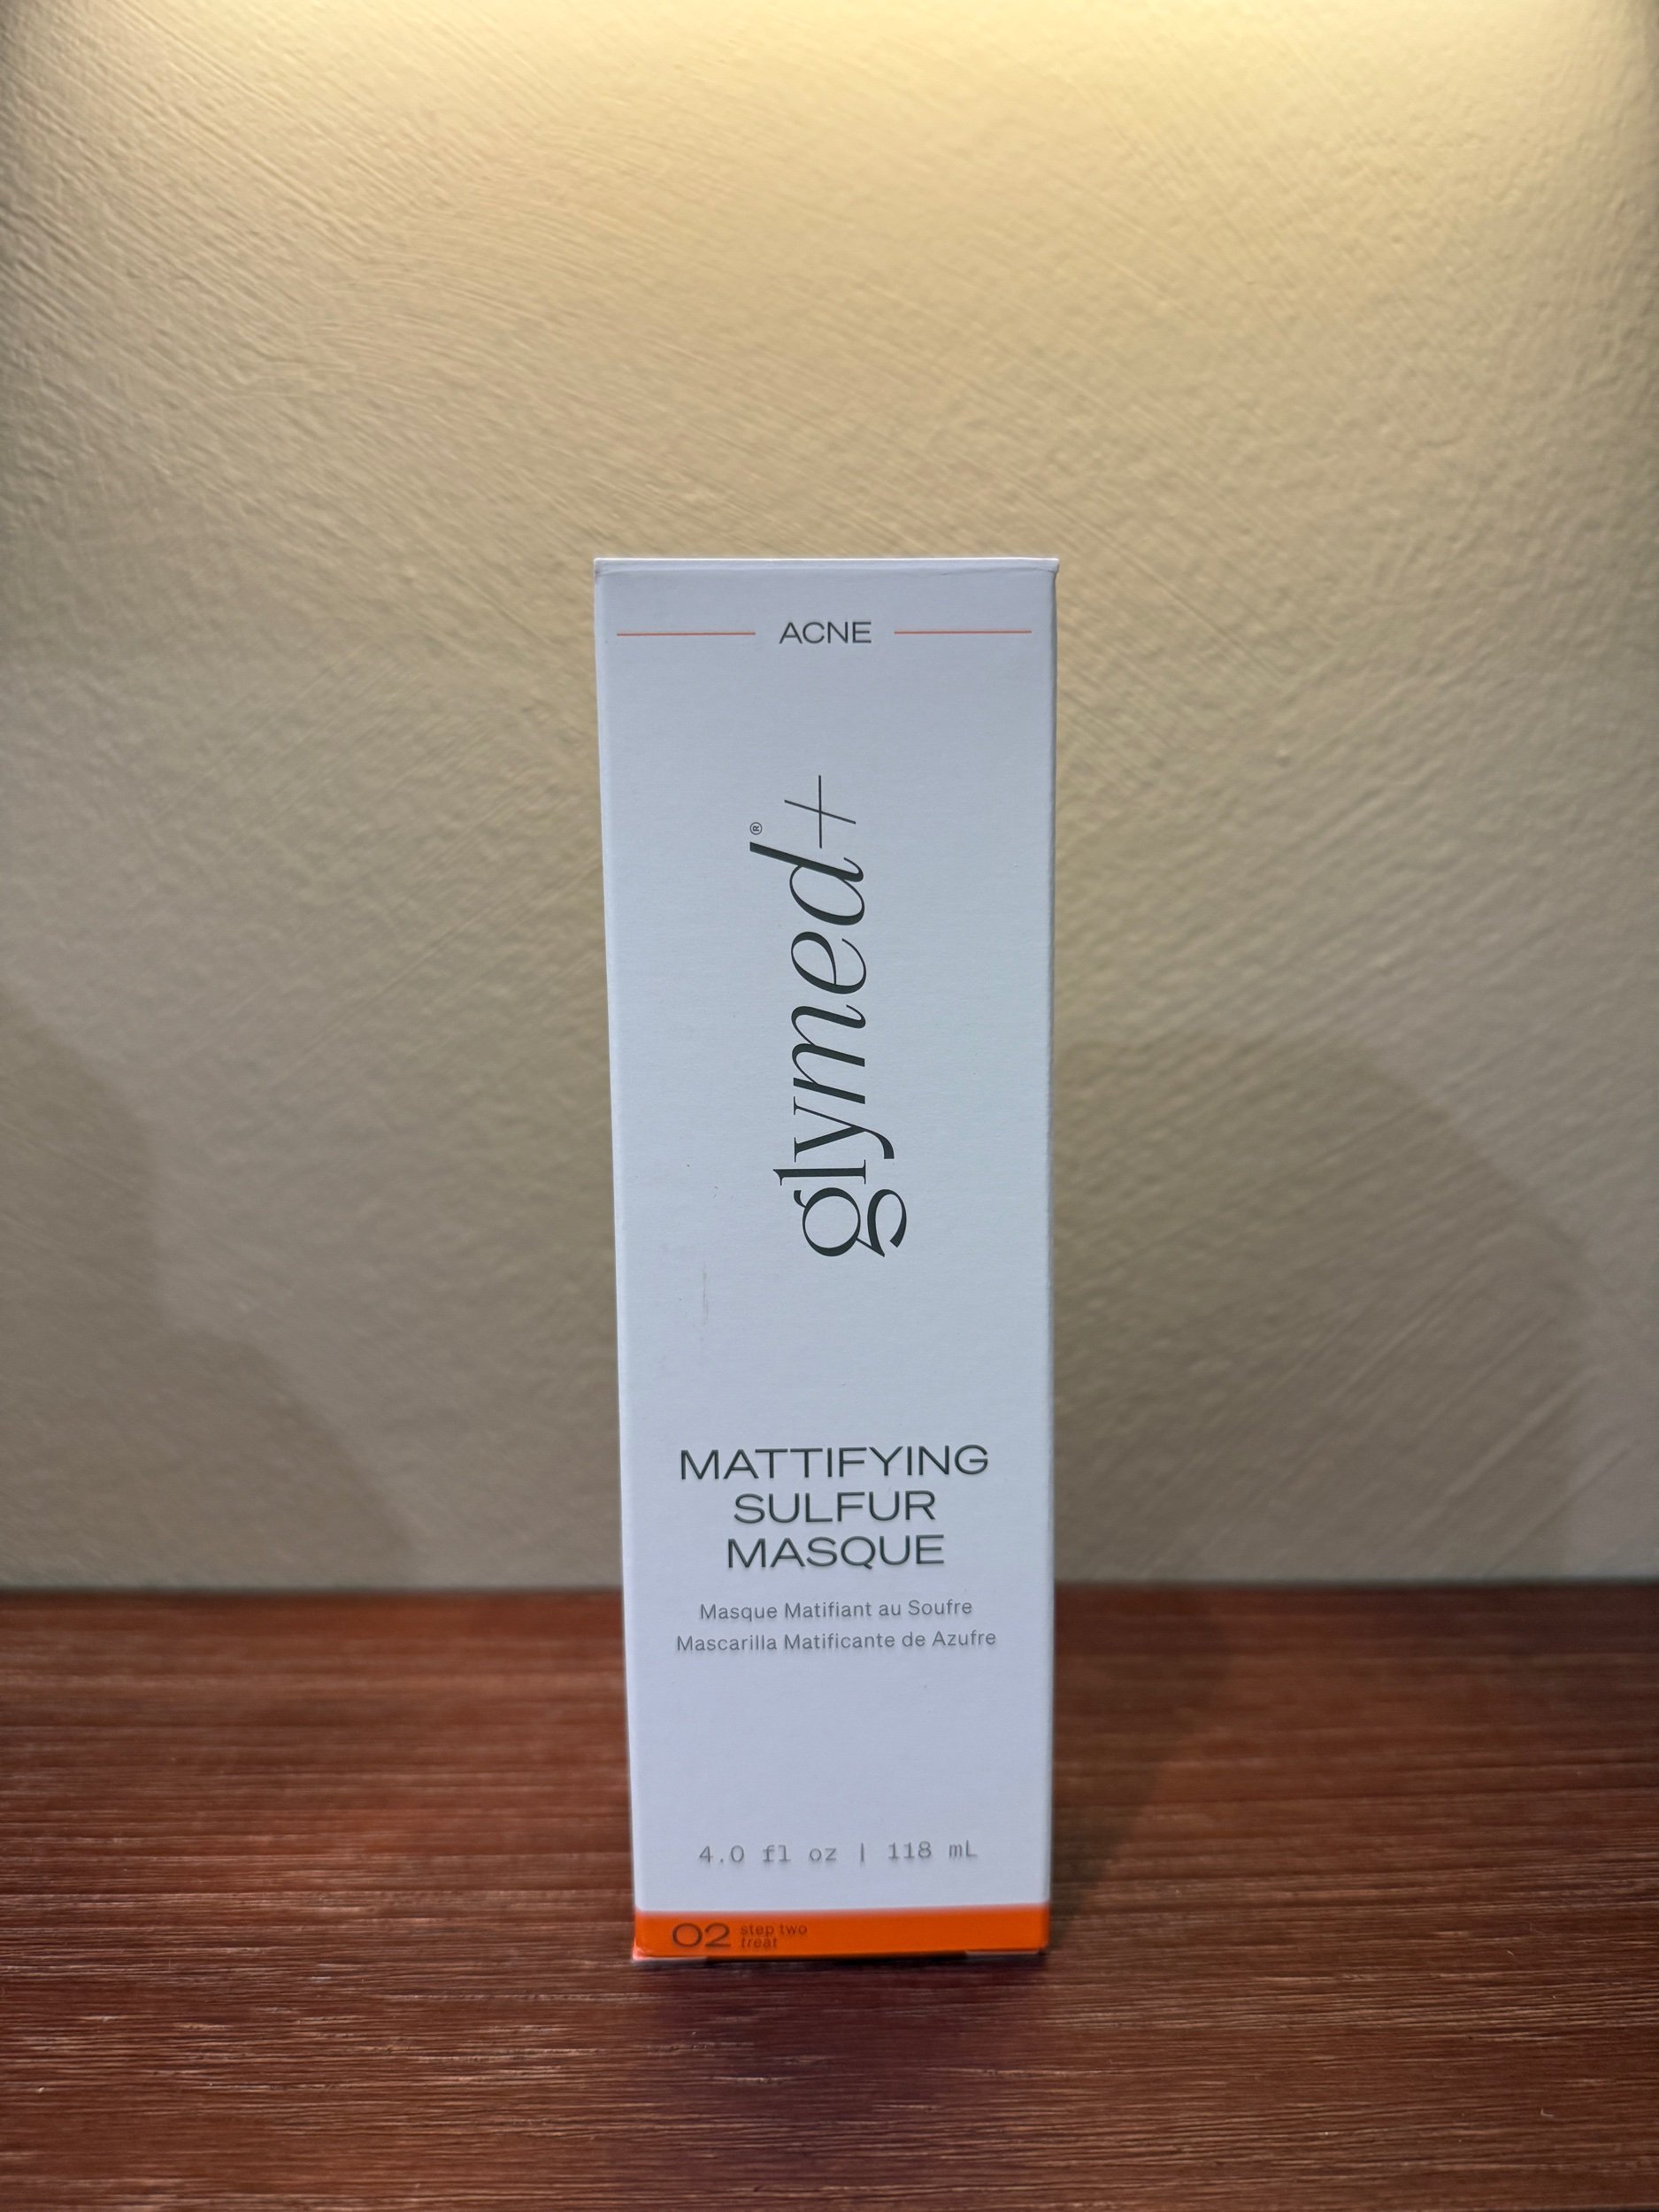 ACNE
glymed+®
MATTIFYING
SULFUR
MASQUE
Masque Matifiant au Soufre
Mascarilla Matificante de Azufre
4.0 fl oz | 118 mL
02 step two
treat